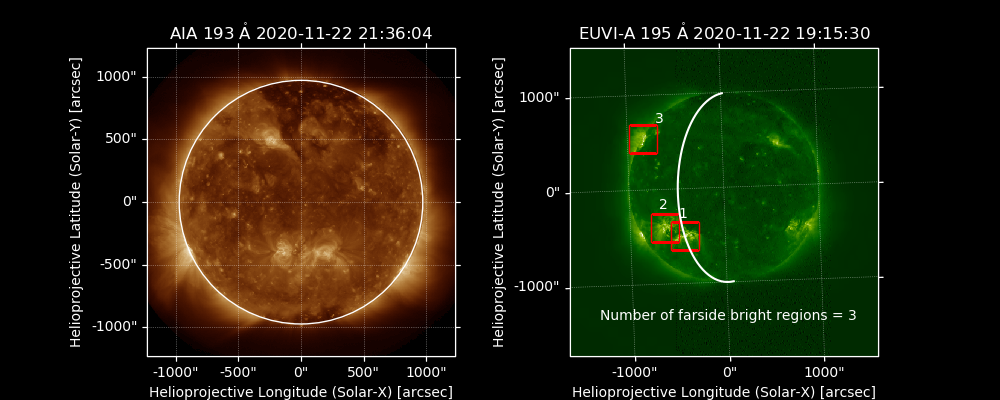 AIA 193 Å 2020-11-22 21:36:04
Helioprojective Latitude (Solar-Y) [arcsec]
1000"
500"
0"
-500"
-1000"
-1000" -500" 0" 500" 1000"
Helioprojective Longitude (Solar-X) [arcsec]
EUVI-A 195 Å 2020-11-22 19:15:30
Helioprojective Latitude (Solar-Y) [arcsec]
1000"
0"
-1000"
3
2
1
Number of farside bright regions = 3
-1000" 0" 1000"
Helioprojective Longitude (Solar-X) [arcsec]